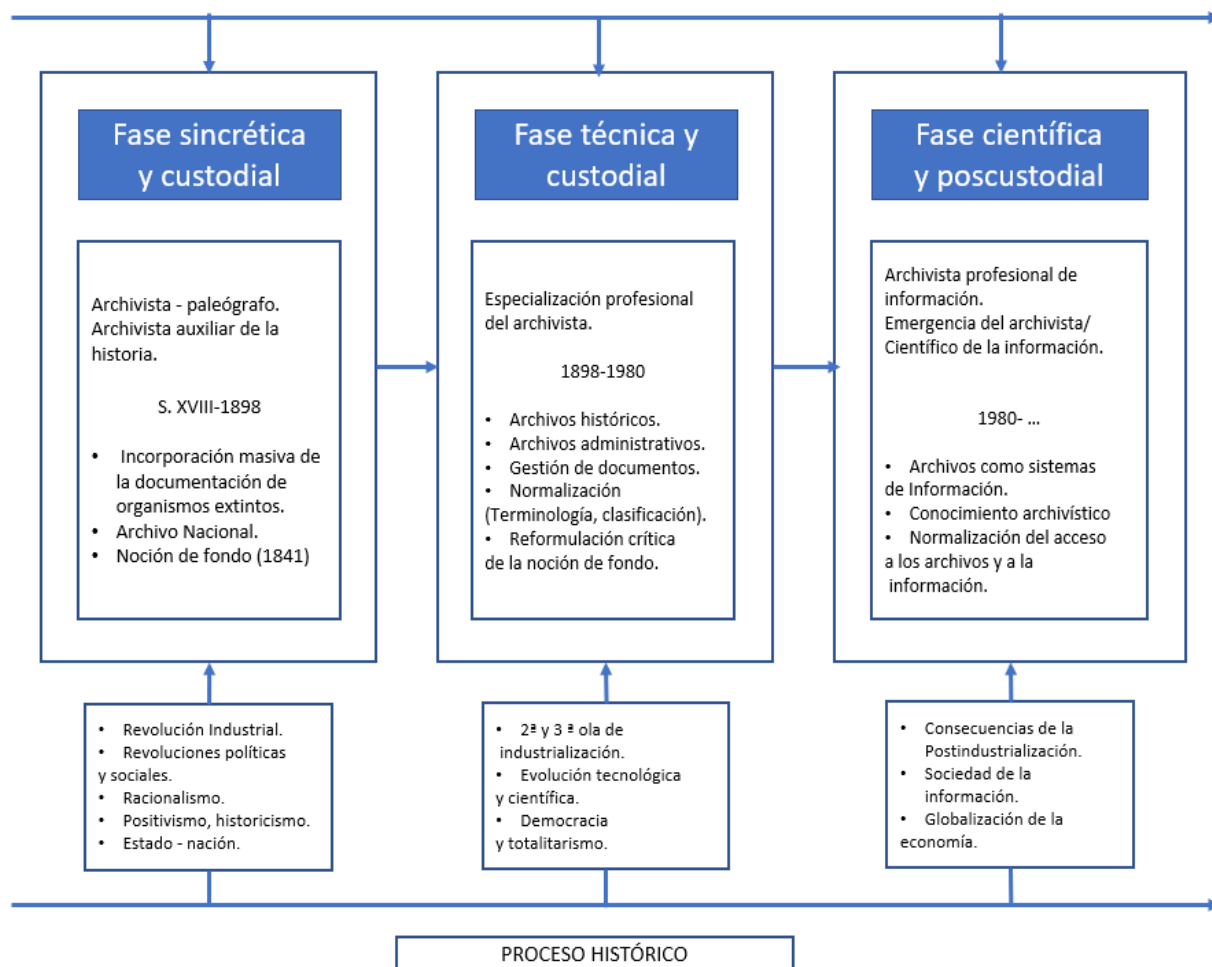 Fase sincrética
y custodial
Archivista - paleógrafo.
Archivista auxiliar de la
historia.
S. XVIII-1898
• Incorporación masiva de
la documentación de
organismos extintos.
• Archivo Nacional.
• Noción de fondo (1841)
• Revolución Industrial.
• Revoluciones políticas
y sociales.
• Racionalismo.
• Positivismo, historicismo.
• Estado - nación.
Fase técnica y
custodial
Especialización profesional
del archivista.
1898-1980
• Archivos históricos.
• Archivos administrativos.
• Gestión de documentos.
• Normalización
(Terminología, clasificación).
• Reformulación crítica
de la noción de fondo.
• 2ª y 3 ª ola de
industrialización.
• Evolución tecnológica
y científica.
• Democracia
y totalitarismo.
Fase científica
y poscustodial
Archivista profesional de
información.
Emergencia del archivista/
Científico de la información.
1980- ...
• Archivos como sistemas
de Información.
• Conocimiento archivístico
• Normalización del acceso
a los archivos y a la
información.
• Consecuencias de la
Postindustrialización.
• Sociedad de la
información.
• Globalización de la
economía.
PROCESO HISTÓRICO